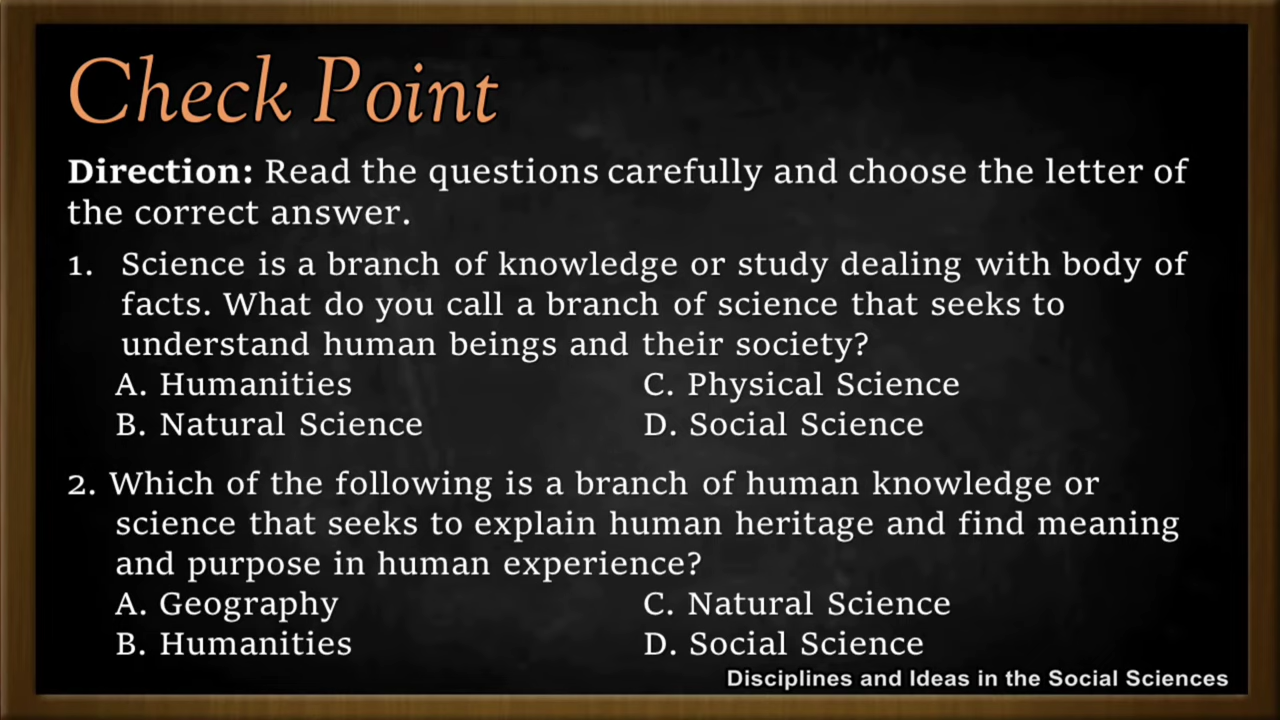 Check Point
Direction: Read the questions carefully and choose the letter of
the correct answer.
1. Science is a branch of knowledge or study dealing with body of
facts. What do you call a branch of science that seeks to
understand human beings and their society?
A. Humanities C. Physical Science
B. Natural Science D. Social Science
2. Which of the following is a branch of human knowledge or
science that seeks to explain human heritage and find meaning
and purpose in human experience?
A. Geography C. Natural Science
B. Humanities D. Social Science
Disciplines and Ideas in the Social Sciences